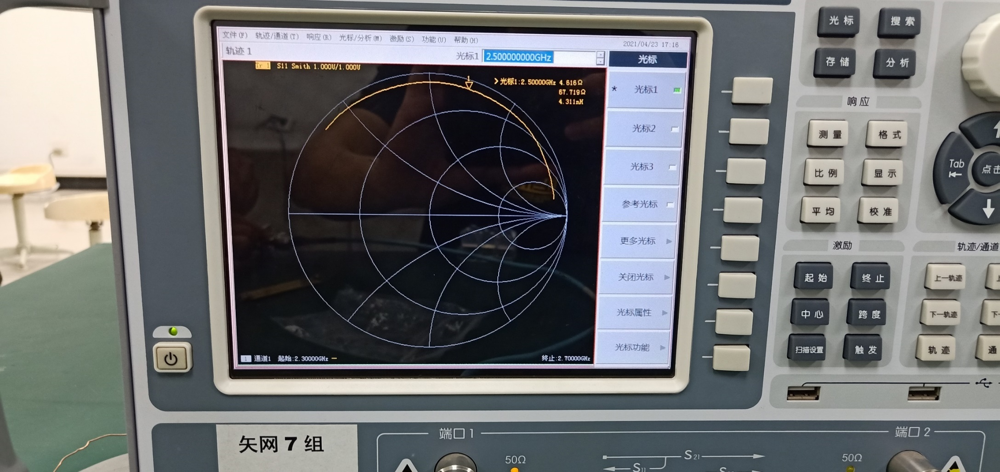 文件(F) 轨迹/通道(T) 响应(R) 光标/分析(M) 激励(S) 功能(U) 帮助(H)
2021/04/23 17:16
轨迹 1
光标1 2.500000000GHz
光标
Tr 1 S11 Smith 1.000U/1.000U
1
>光标1:2.50000GHz 4.616Ω
67.719Ω
4.311nH
* 光标1
光标2
光标3
参考光标
更多光标
关闭光标
光标属性
光标功能
1 通道1 起始:2.30000GHz
终止:2.70000GHz
光标 搜索
存储 分析
响应
测量 格式
比例 显示
平均 校准
Tab
点击
激励
起始 终止
中心 跨度
扫描设置 触发
轨迹/通道
上一轨迹
下一轨迹
轨迹 通
矢网7组
端口1
端口2
50Ω
S21
S11
50Ω